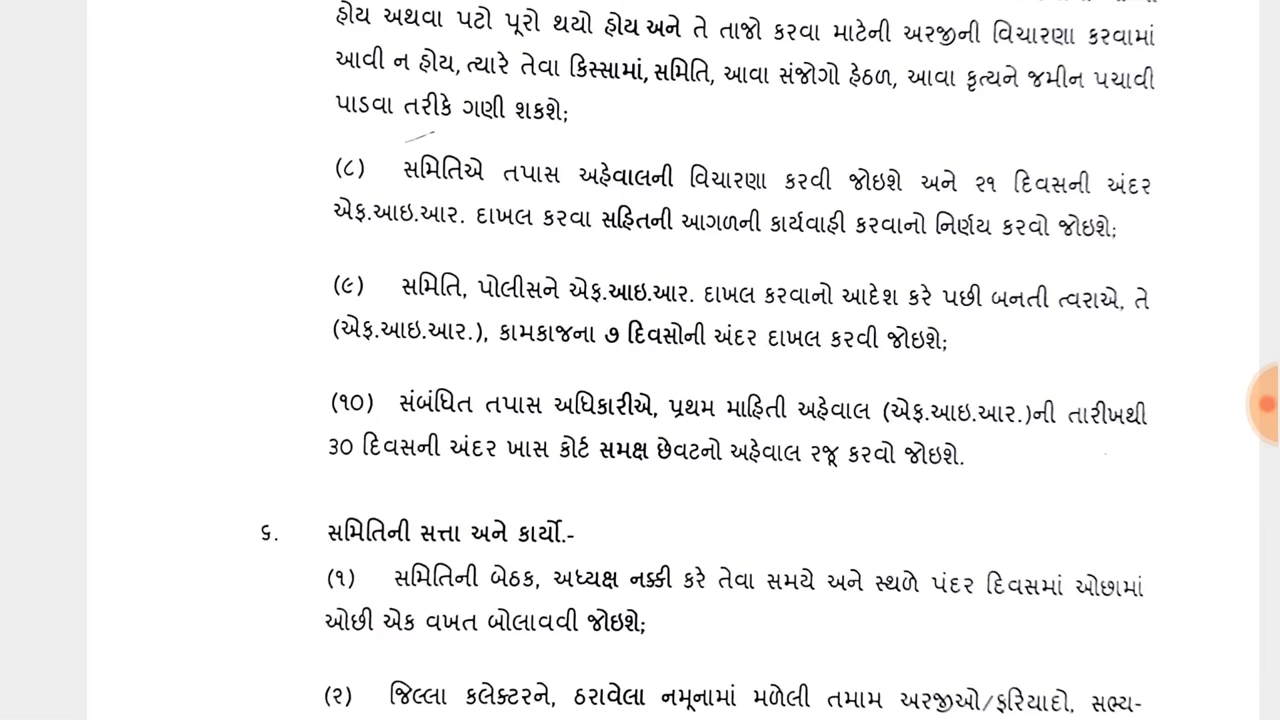 હોય અથવા પટો પૂરો થયો હોય અને તે તાજો કરવા માટેની અરજીની વિચારણા કરવામાં
આવી ન હોય, ત્યારે તેવા કિસ્સામાં, સમિતિ, આવા સંજોગો હેઠળ, આવા કૃત્યને જમીન પચાવી
પાડવા તરીકે ગણી શકશે;
(૮) સમિતિએ તપાસ અહેવાલની વિચારણા કરવી જોઇશે અને ૨૧ દિવસની અંદર
એફ.આઇ.આર. દાખલ કરવા સહિતની આગળની કાર્યવાહી કરવાનો નિર્ણય કરવો જોઇશે;
(૯) સમિતિ, પોલીસને એફ.આઇ.આર. દાખલ કરવાનો આદેશ કરે પછી બનતી ત્વરાએ, તે
(એફ.આઇ.આર.), કામકાજના ૭ દિવસોની અંદર દાખલ કરવી જોઇશે;
(૧૦) સંબંધિત તપાસ અધિકારીએ, પ્રથમ માહિતી અહેવાલ (એફ.આઇ.આર.)ની તારીખથી
૩૦ દિવસની અંદર ખાસ કોર્ટ સમક્ષ છેવટનો અહેવાલ રજૂ કરવો જોઇશે.
૬. સમિતિની સત્તા અને કાર્યો.-
(૧) સમિતિની બેઠક, અધ્યક્ષ નક્કી કરે તેવા સમયે અને સ્થળે પંદર દિવસમાં ઓછામાં
ઓછી એક વખત બોલાવવી જોઇશે;
(૨) જિલ્લા કલેક્ટરને, ઠરાવેલા નમૂનામાં મળેલી તમામ અરજીઓ/ફરિયાદો, સભ્ય-